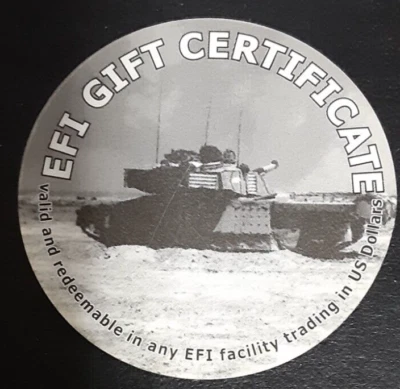 EFI GIFT CERTIFICATE
valid and redeemable in any EFI facility trading in US Dollars